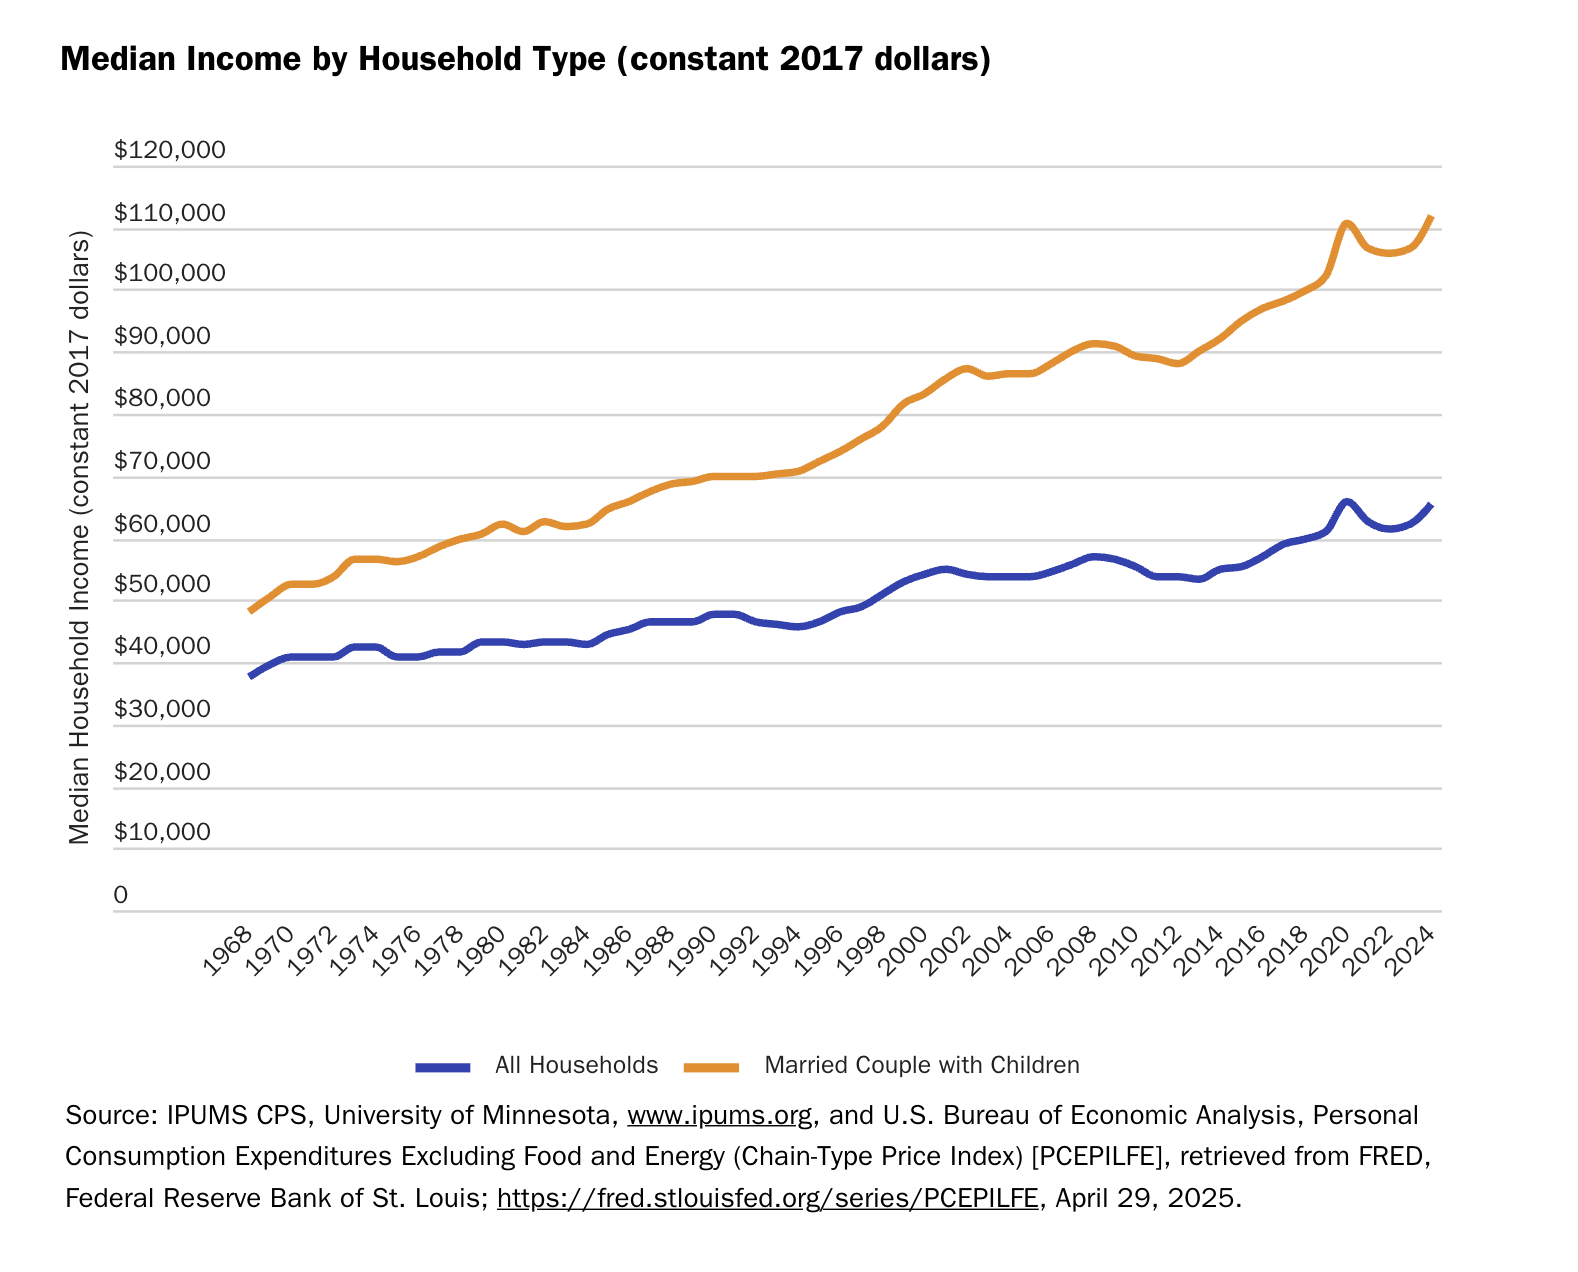 Median Income by Household Type (constant 2017 dollars)
Median Household Income (constant 2017 dollars)
$120,000
$110,000
$100,000
$90,000
$80,000
$70,000
$60,000
$50,000
$40,000
$30,000
$20,000
$10,000
0
1968 1970 1972 1974 1976 1978 1980 1982 1984 1986 1988 1990 1992 1994 1996 1998 2000 2002 2004 2006 2008 2010 2012 2014 2016 2018 2020 2022 2024
All Households Married Couple with Children
Source: IPUMS CPS, University of Minnesota, www.ipums.org, and U.S. Bureau of Economic Analysis, Personal
Consumption Expenditures Excluding Food and Energy (Chain-Type Price Index) [PCEPILFE], retrieved from FRED,
Federal Reserve Bank of St. Louis; https://fred.stlouisfed.org/series/PCEPILFE, April 29, 2025.